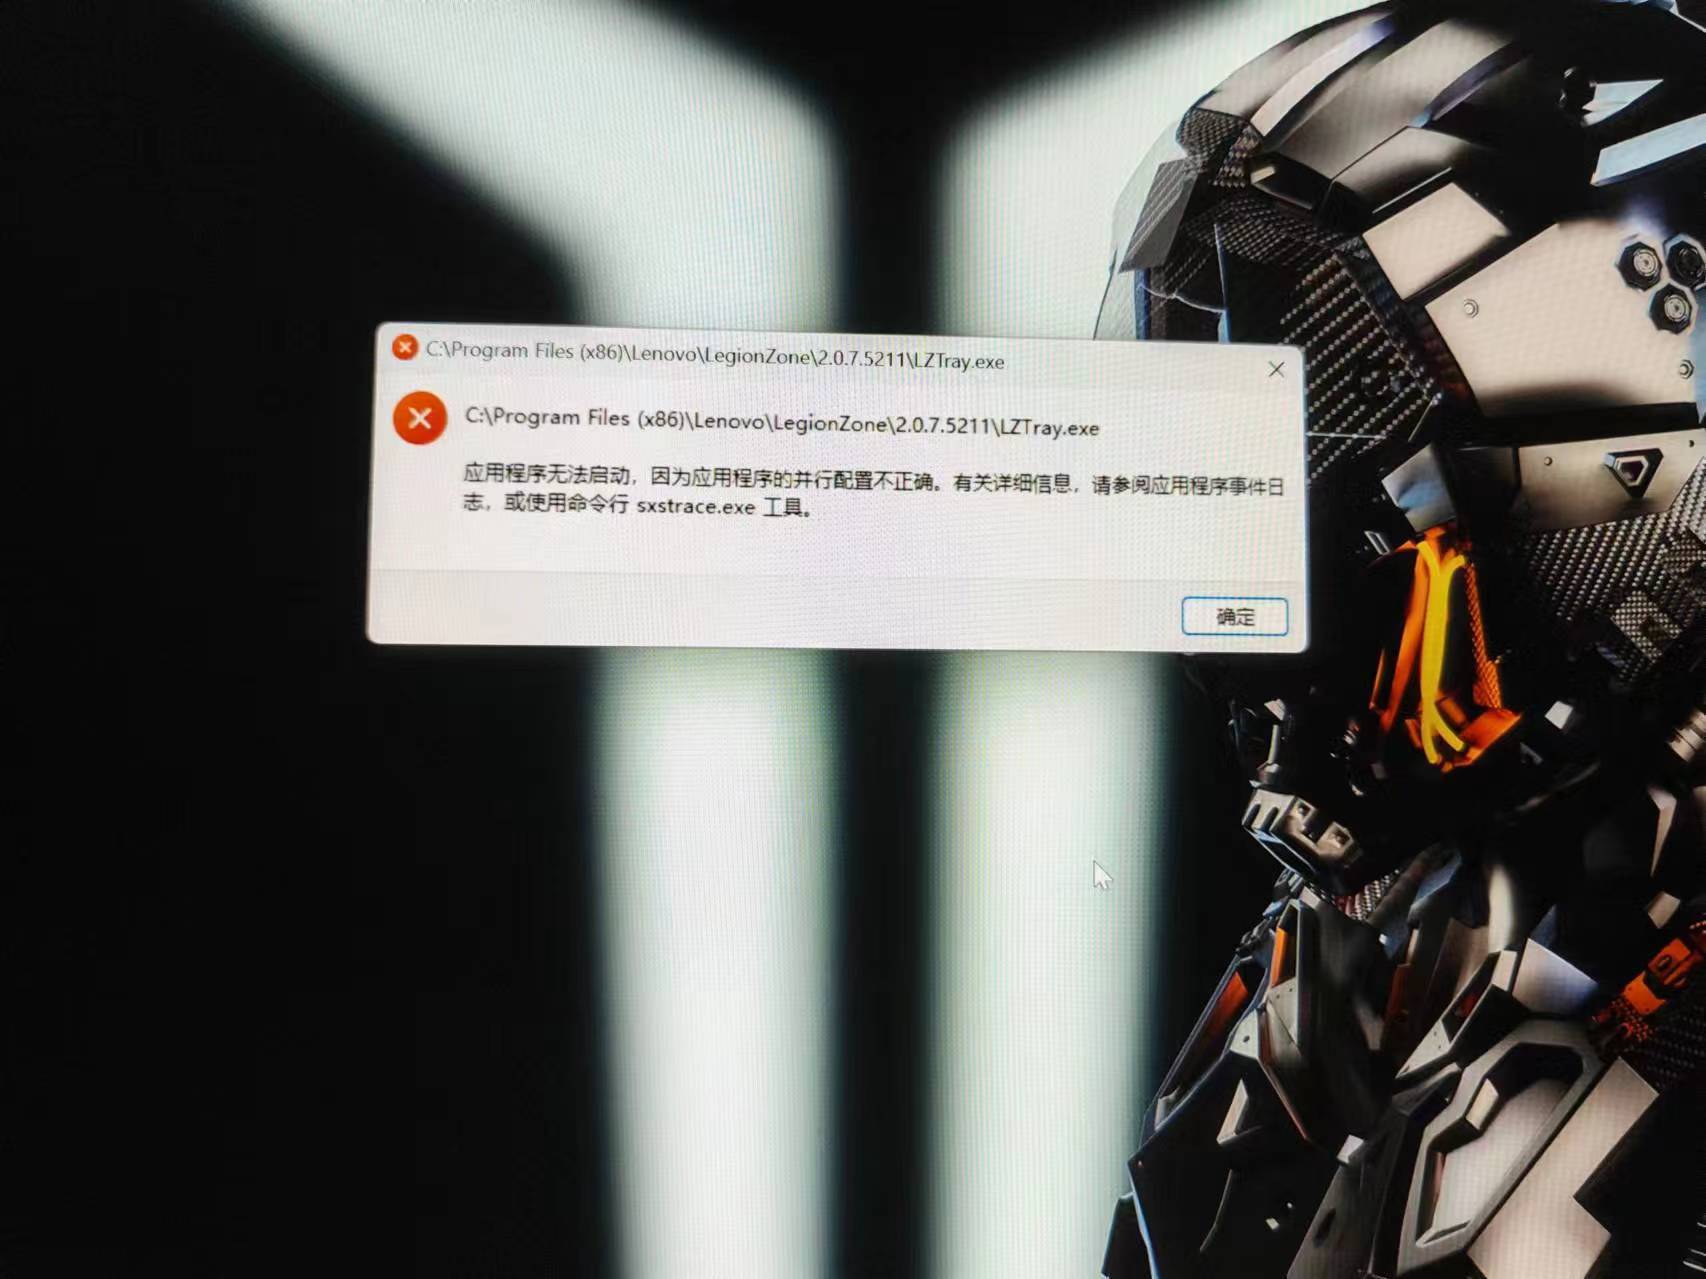 C:\Program Files (x86)\Lenovo\LegionZone\2.0.7.5211\LZTray.exe
C:\Program Files (x86)\Lenovo\LegionZone\2.0.7.5211\LZTray.exe
应用程序无法启动，因为应用程序的并行配置不正确。有关详细信息，请参阅应用程序事件日
志，或使用命令行 sxstrace.exe 工具。
确定